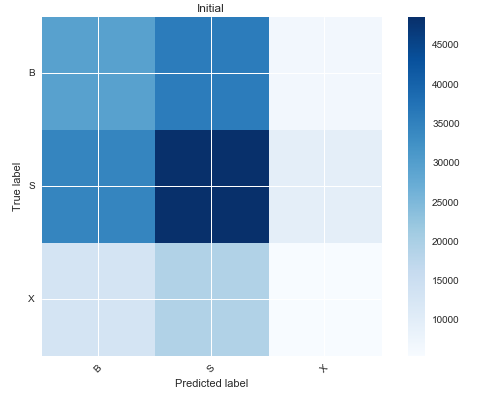 Initial
B
S
X
True label
B
S
X
Predicted label
45000
40000
35000
30000
25000
20000
15000
10000